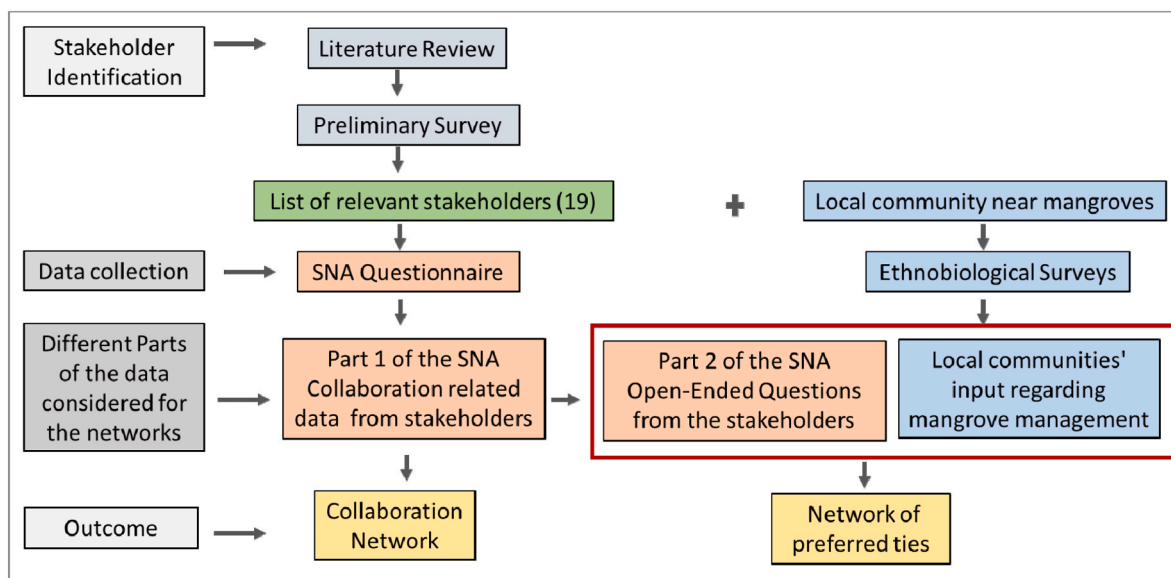 Stakeholder
Identification
Literature Review
Preliminary Survey
List of relevant stakeholders (19)
+
Local community near mangroves
Data collection
SNA Questionnaire
Ethnobiological Surveys
Different Parts
of the data
considered for
the networks
Part 1 of the SNA
Collaboration related
data from stakeholders
Part 2 of the SNA
Open-Ended Questions
from the stakeholders
Local communities'
input regarding
mangrove management
Outcome
Collaboration
Network
Network of
preferred ties